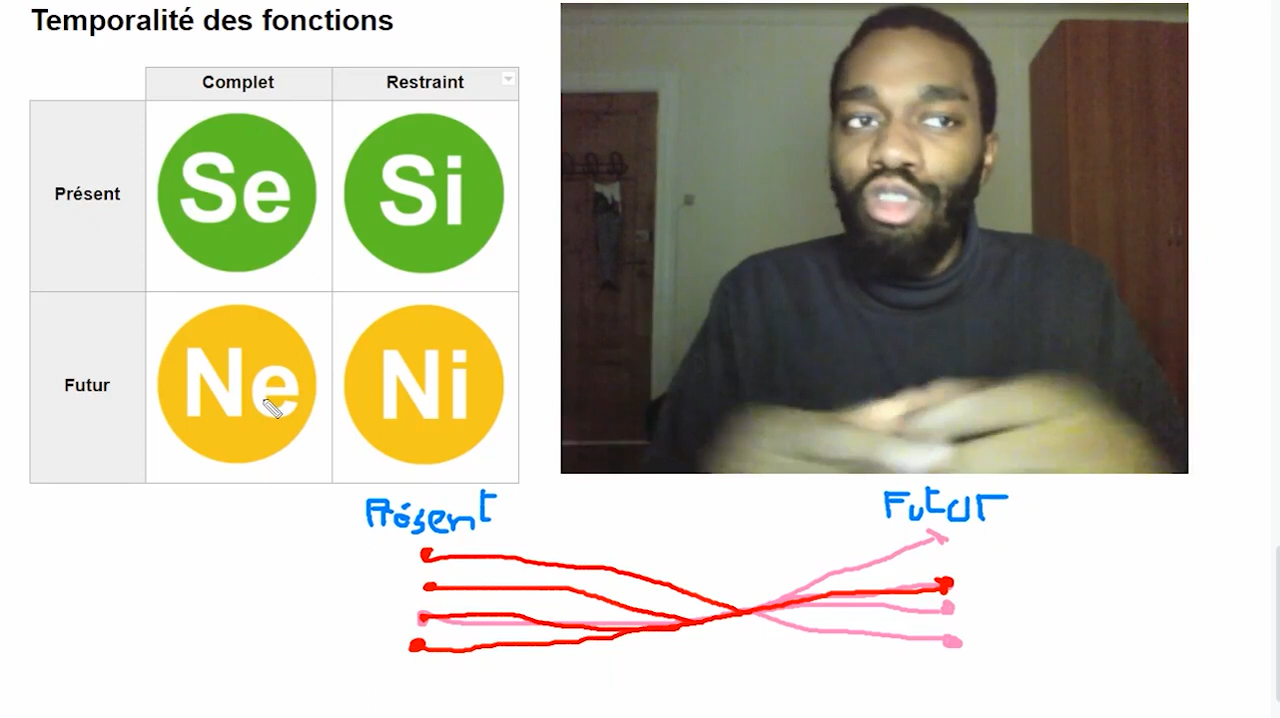 Temporalité des fonctions
Complet Restraint
Présent Se Si
Futur Ne Ni
Présent Futur